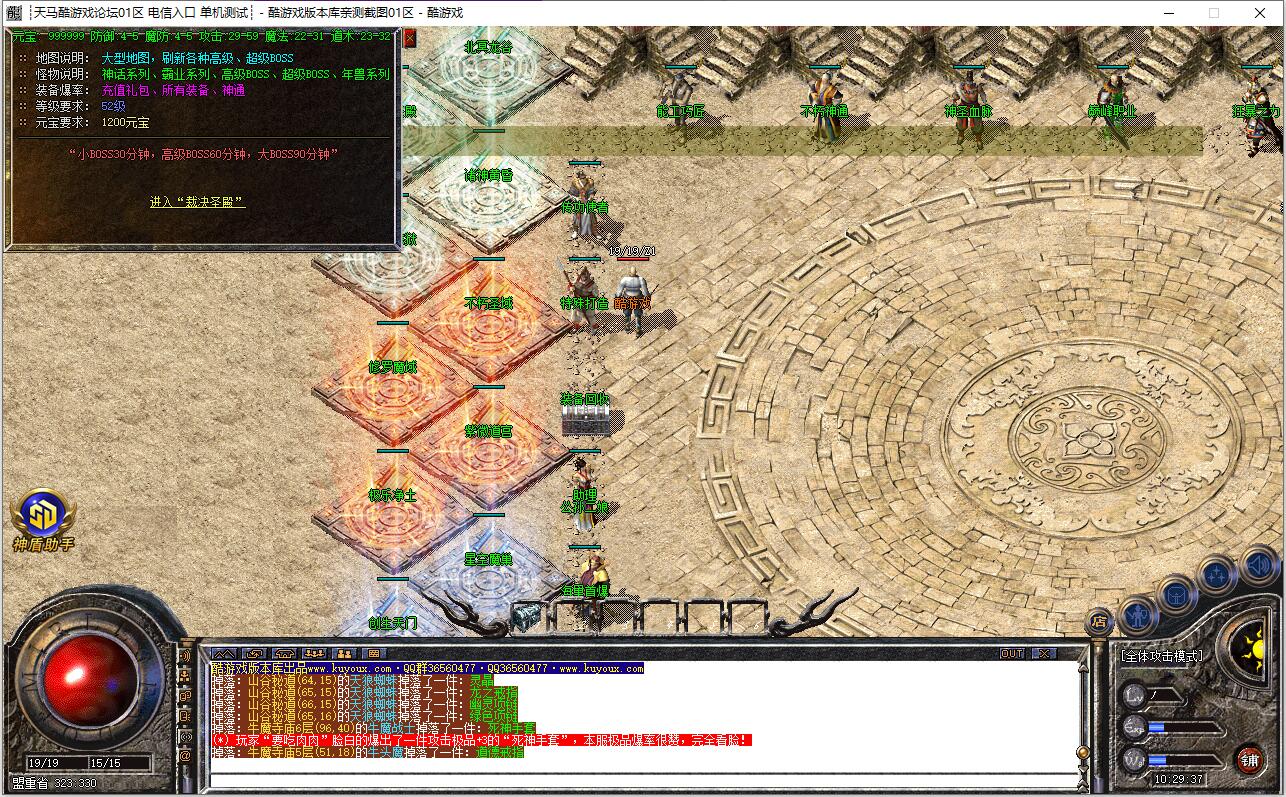 天马酷游戏论坛01区 电信入口 单机测试 - 酷游戏版本库亲测截图01区 - 酷游戏
元宝 999999 防御 4-5 魔防 4-5 攻击 29-59 魔法 22-31 道术 23-32
地图说明: 大型地图,刷新各种高级、超级BOSS
怪物说明: 神话系列、霸业系列、高级BOSS、超级BOSS、年兽系列
装备爆率: 充值礼包、所有装备、神通
等级要求: 52级
元宝要求: 1200元宝
“小BOSS30分钟,高级BOSS60分钟,大BOSS90分钟”
进入“裁决圣殿”
北冥龙谷
能工巧匠
不朽神通
神圣血脉
巅峰职业
狂暴之力
殿
诸神黄昏
传功使者
狱
19/19/Z1
不朽圣域
特殊打造
酷游戏
修罗魔域
装备回收
紫微道宫
极乐净土
助理
公孙二娘
星空魔巢
海量首爆
创生天门
神盾助手
店
OUT
[全体攻击模式]
酷游戏版本库出品www.kuyoux.com·QQ群36560477·QQ36560477·www.kuyoux.com
掉落: 山谷秘道(64,15)的天狼蜘蛛掉落了一件: 灵晶
掉落: 山谷秘道(65,15)的天狼蜘蛛掉落了一件: 龙之戒指
掉落: 山谷秘道(66,15)的天狼蜘蛛掉落了一件: 幽灵项链
掉落: 山谷秘道(65,16)的天狼蜘蛛掉落了一件: 绿色项链
掉落: 牛魔寺庙6层(96,40)的牛魔战士掉落了一件: 死神手套
(*)玩家“要吃肉肉”脸白的爆出了一件攻击极品+3的“死神手套”,本服极品爆率很赞,完全看脸!
掉落: 牛魔寺庙5层(51,18)的牛头魔掉落了一件: 道德戒指
Lv
Exp
Wt
铺
19/19
15/15
盟重省 323:330
10:29:37